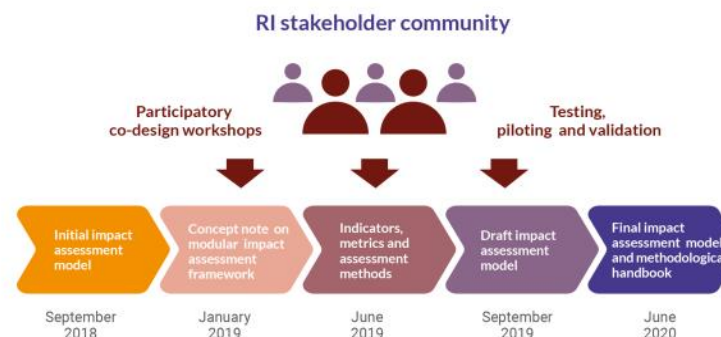 RI stakeholder community
Participatory
co-design workshops
Testing,
piloting and validation
Initial impact
assessment
model
Concept note on
modular impact
assessment
framework
Indicators,
metrics and
assessment
methods
Draft impact
assessment
model
Final impact
assessment model
and methodological
handbook
September
2018
January
2019
June
2019
September
2019
June
2020